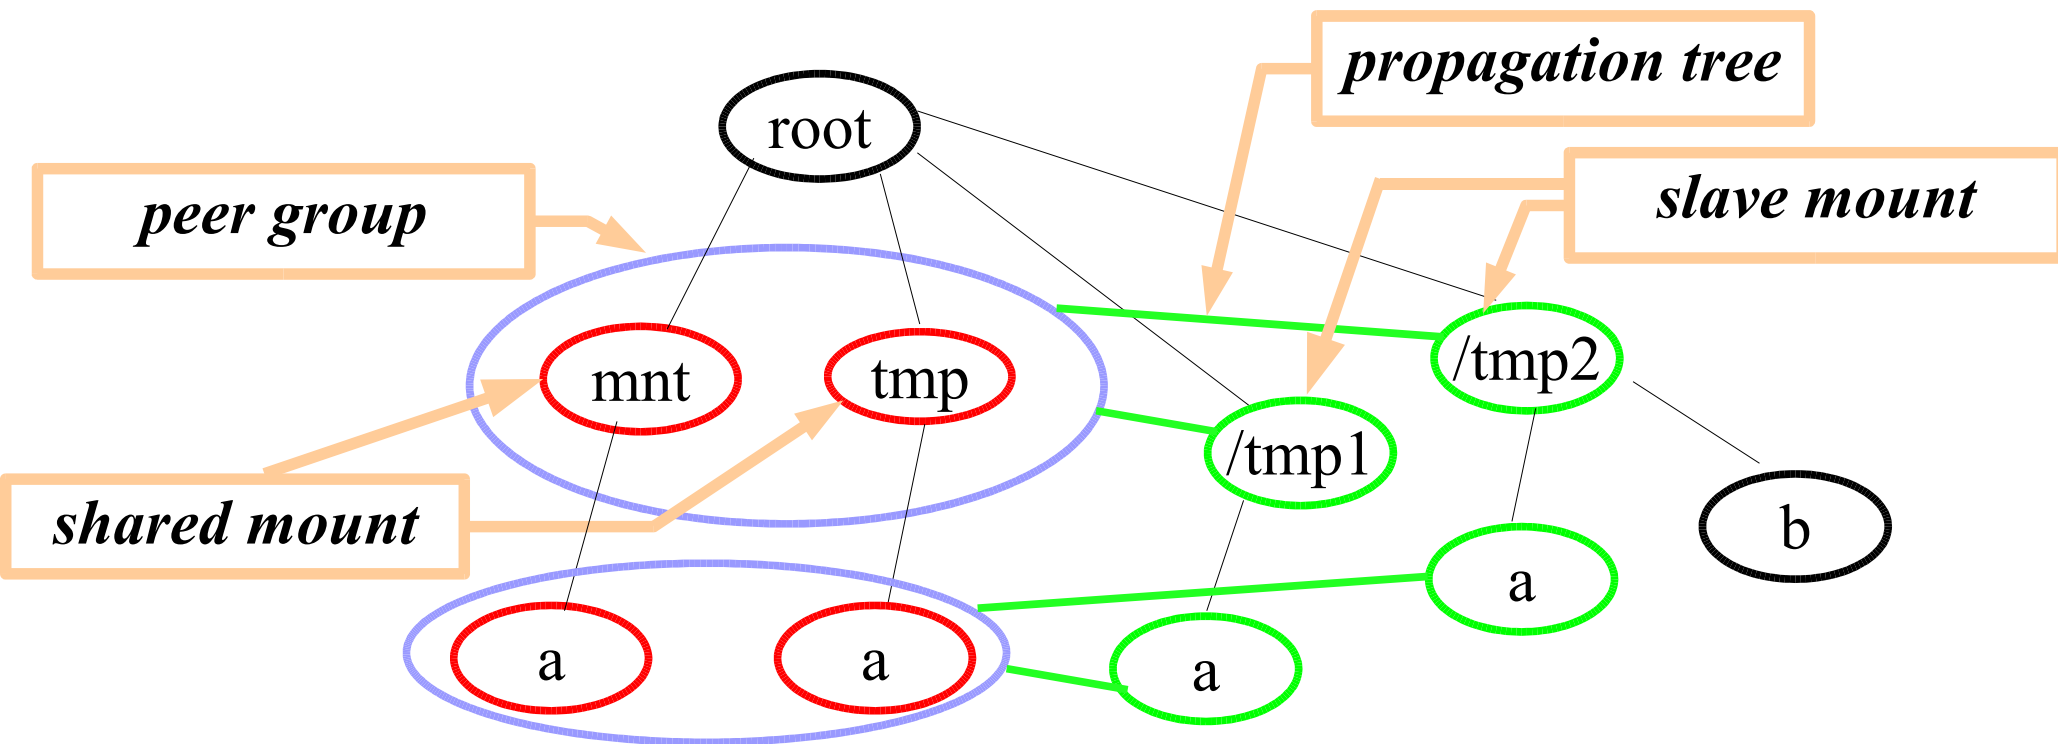 propagation tree
root
slave mount
peer group
mnt
tmp
/tmp2
/tmp1
shared mount
b
a
a
a
a